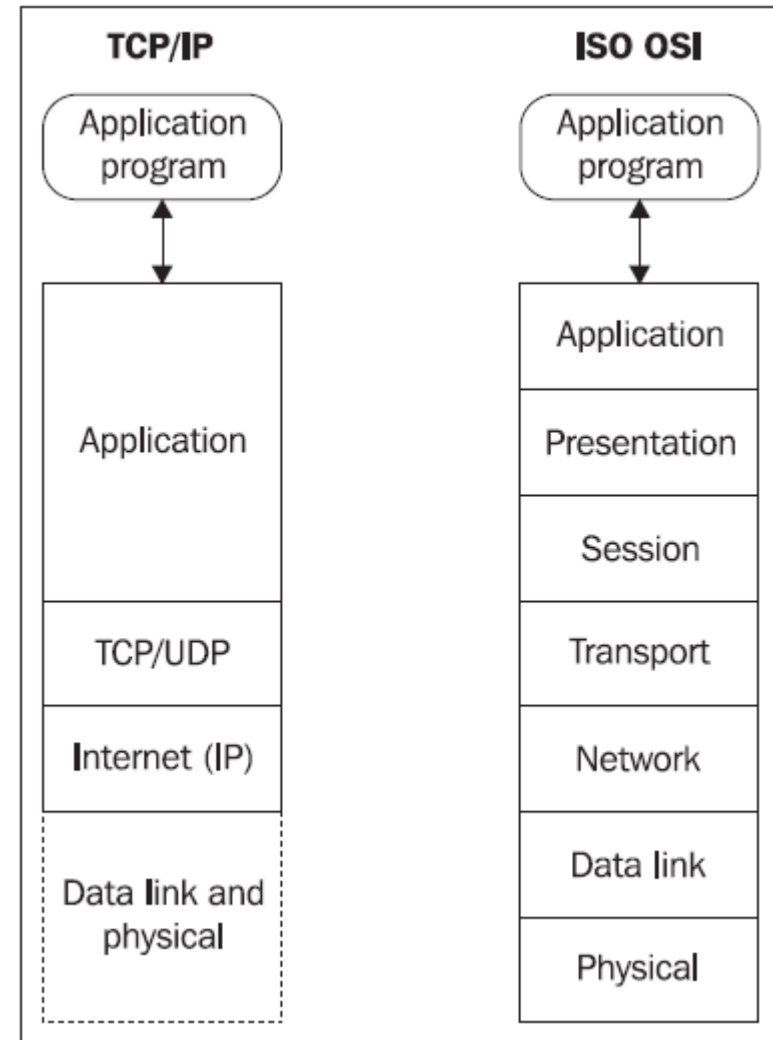 TCP/IP
Application
program
Application
TCP/UDP
Internet (IP)
Data link and
physical
ISO OSI
Application
program
Application
Presentation
Session
Transport
Network
Data link
Physical